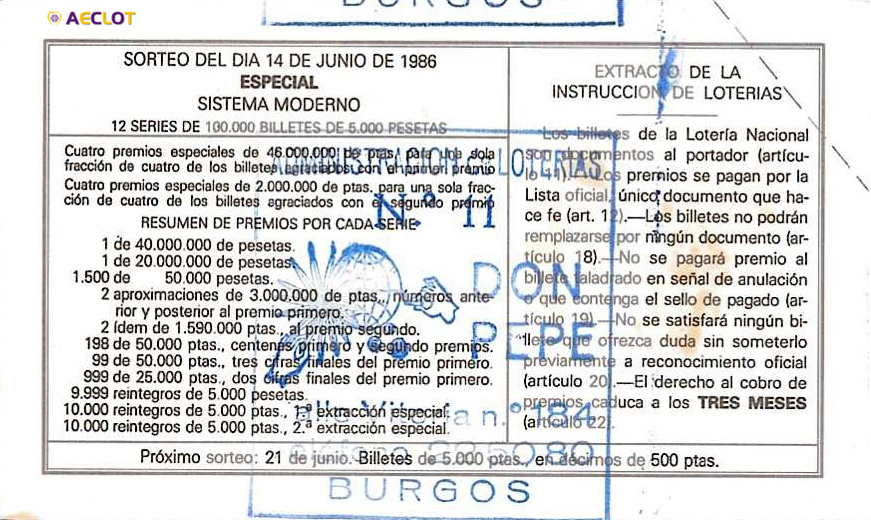 AECLOT
BURGOS
SORTEO DEL DIA 14 DE JUNIO DE 1986
ESPECIAL
SISTEMA MODERNO
12 SERIES DE 100.000 BILLETES DE 5.000 PESETAS
Cuatro premios especiales de 46.000.000 de ptas. para una sola
fracción de cuatro de los billetes agraciados con el primer premio
Cuatro premios especiales de 2.000.000 de ptas. para una sola frac-
ción de cuatro de los billetes agraciados con el segundo premio
RESUMEN DE PREMIOS POR CADA SERIE
1 de 40.000.000 de pesetas.
1 de 20.000.000 de pesetas.
1.500 de 50.000 pesetas.
2 aproximaciones de 3.000.000 de ptas., números ante-
rior y posterior al premio primero.
2 ídem de 1.590.000 ptas., al premio segundo.
198 de 50.000 ptas., centenas primero y segundo premios.
99 de 50.000 ptas., tres cifras finales del premio primero.
999 de 25.000 ptas., dos cifras finales del premio primero.
9.999 reintegros de 5.000 pesetas.
10.000 reintegros de 5.000 ptas., 1.ª extracción especial.
10.000 reintegros de 5.000 ptas., 2.ª extracción especial.
EXTRACTO DE LA
INSTRUCCION DE LOTERIAS
Los billetes de la Lotería Nacional
son documentos al portador (artícu-
lo 11).—Los premios se pagan por la
Lista oficial, único documento que ha-
ce fe (art. 12).—Los billetes no podrán
remplazarse por ningún documento (ar-
tículo 18).—No se pagará premio al
billete taladrado en señal de anulación
o que contenga el sello de pagado (ar-
tículo 19).—No se satisfará ningún bi-
llete que ofrezca duda sin someterlo
previamente a reconocimiento oficial
(artículo 20).—El derecho al cobro de
premios caduca a los TRES MESES
(artículo 22).
Próximo sorteo: 21 de junio. Billetes de 5.000 ptas., en décimos de 500 ptas.
ADMINISTRACION de LOTERIAS
N.º 11
DON
PEPE
Vitoria n.º 184
BURGOS